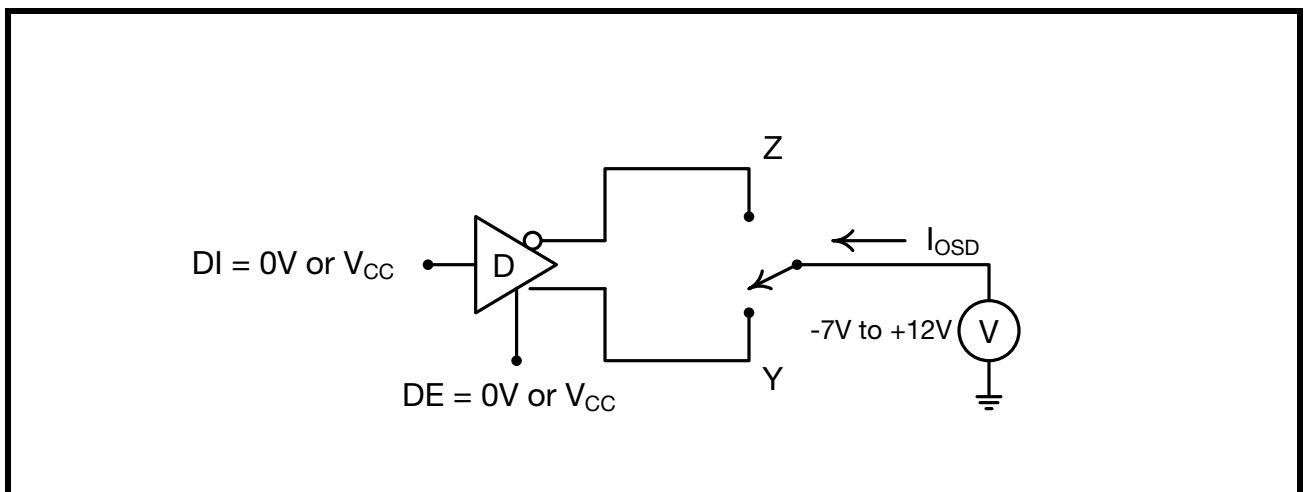 Z
I_OSD
DI = 0V or V_CC
D
-7V to +12V
V
Y
DE = 0V or V_CC